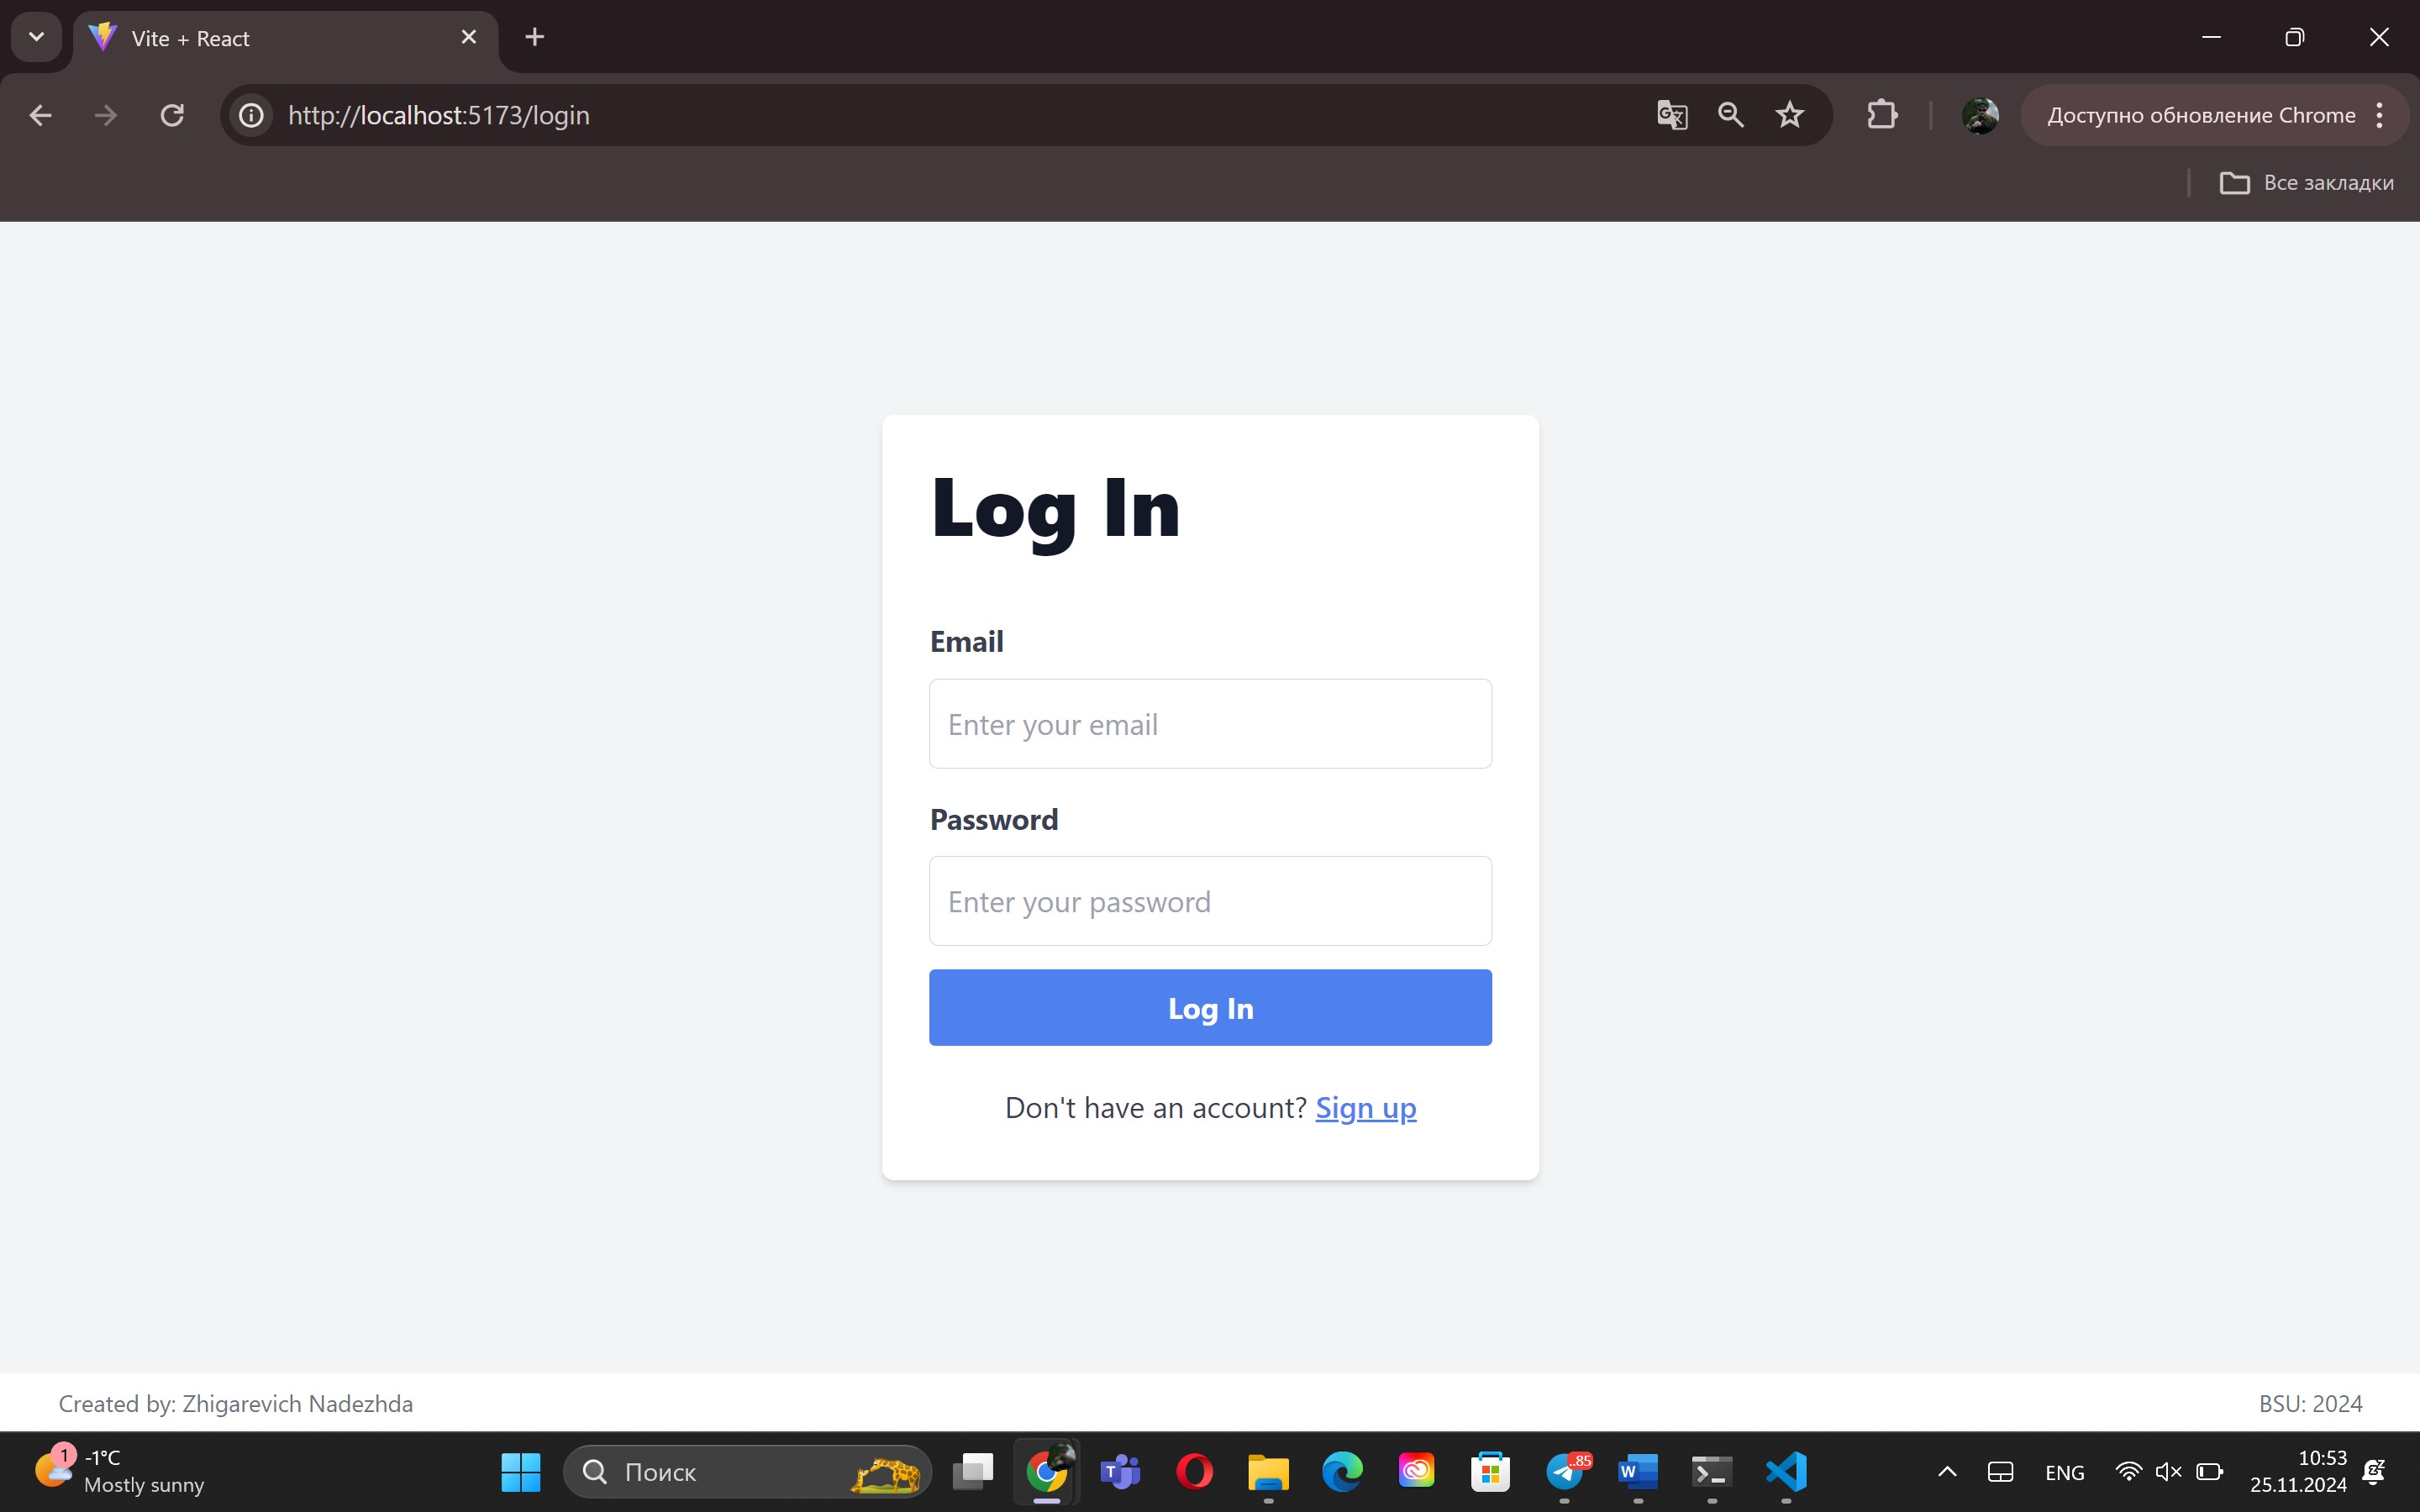 Vite + React
http://localhost:5173/login
Доступно обновление Chrome
Все закладки
Log In
Email
Enter your email
Password
Enter your password
Log In
Don't have an account? Sign up
Created by: Zhigarevich Nadezhda
BSU: 2024
1
-1°C
Mostly sunny
Поиск
..85
ENG
10:53
25.11.2024